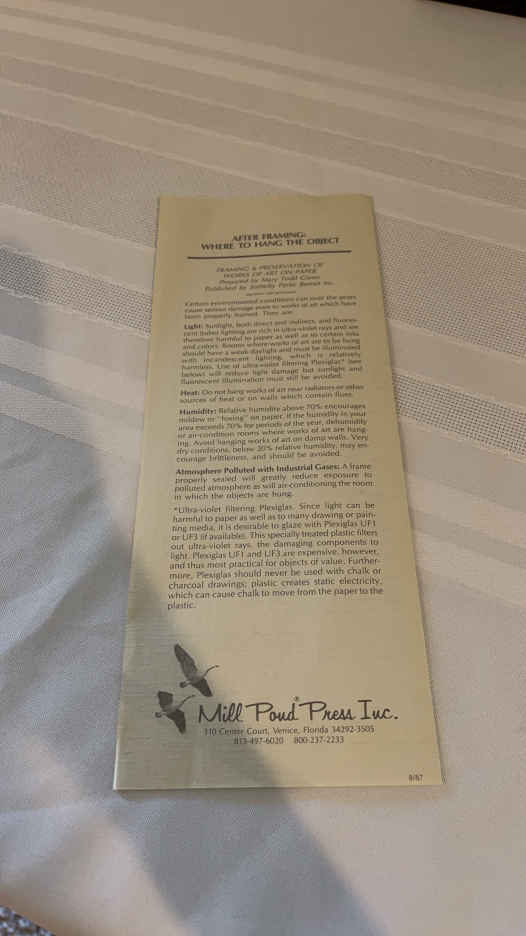 AFTER FRAMING:
WHERE TO HANG THE OBJECT
FRAMING & PRESERVATION OF
WORKS OF ART ON PAPER
Prepared by Mary Todd Glaser
Published by Sotheby Parke Bernet Inc.
Certain environmental conditions can over the years
cause serious damage even to works of art which have
been properly framed. They are:
Light: Sunlight, both direct and indirect, and fluores-
cent tubes lighting are rich in ultra-violet rays and are
therefore harmful to paper as well as to certain inks
and colors. Rooms where works of art are to be hung
should have a weak daylight and must be illuminated
with incandescent lighting, which is relatively
harmless. Use of ultra-violet filtering Plexiglas* (see
below) will reduce light damage but sunlight and
fluorescent illumination must still be avoided.
Heat: Do not hang works of art near radiators or other
sources of heat or on walls which contain flues.
Humidity: Relative humidity above 70% encourages
mildew or "foxing" on paper. If the humidity in your
area exceeds 70% for periods of the year, dehumidify
or air-condition rooms where works of art are hang-
ing. Avoid hanging works of art on damp walls. Very
dry conditions, below 30% relative humidity, may en-
courage brittleness, and should be avoided.
Atmosphere Polluted with Industrial Gases: A frame
properly sealed will greatly reduce exposure to
polluted atmosphere as will air-conditioning the room
in which the objects are hung.
*Ultra-violet filtering Plexiglas. Since light can be
harmful to paper as well as to many drawing or pain-
ting media, it is desirable to glaze with Plexiglas UF1
or UF3 (if available). This specially treated plastic filters
out ultra-violet rays, the damaging components to
light. Plexiglas UF1 and UF3 are expensive, however,
and thus most practical for objects of value. Further-
more, Plexiglas should never be used with chalk or
charcoal drawings; plastic creates static electricity,
which can cause chalk to move from the paper to the
plastic.
Mill Pond® Press Inc.
310 Center Court, Venice, Florida 34292-3505
813-497-6020 800-237-2233
8/87